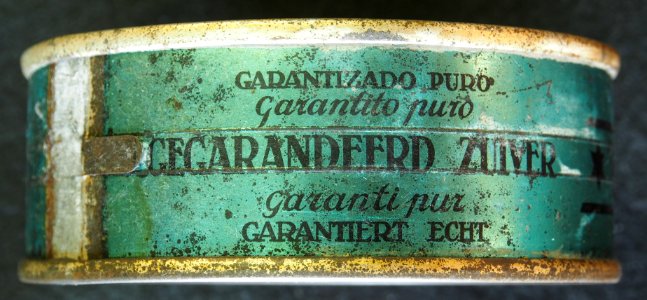 GARANTIZADO PURO
Garantito puro
GEGARANDEERD ZUIVER
garanti pur
GARANTIERT ECHT